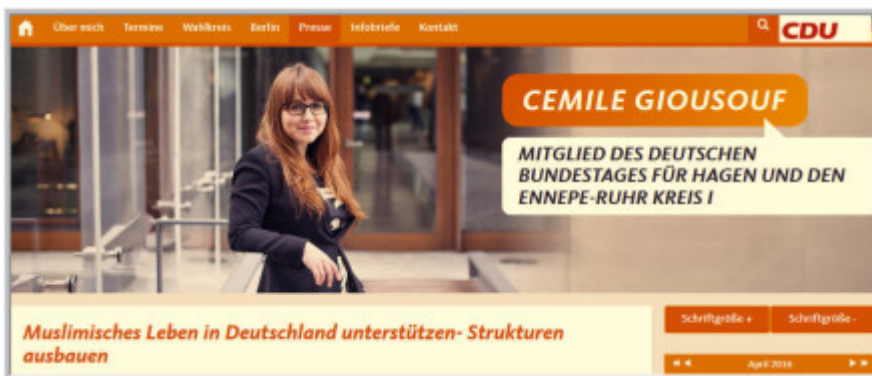 Über mich Termine Wahlkreis Berlin Presse Infobriefe Kontakt
CDU
CEMILE GIOUSOUF
MITGLIED DES DEUTSCHEN
BUNDESTAGES FÜR HAGEN UND DEN
ENNEPE-RUHR KREIS I
Muslimisches Leben in Deutschland unterstützen- Strukturen
ausbauen
Schriftgröße + Schriftgröße -
April 2016